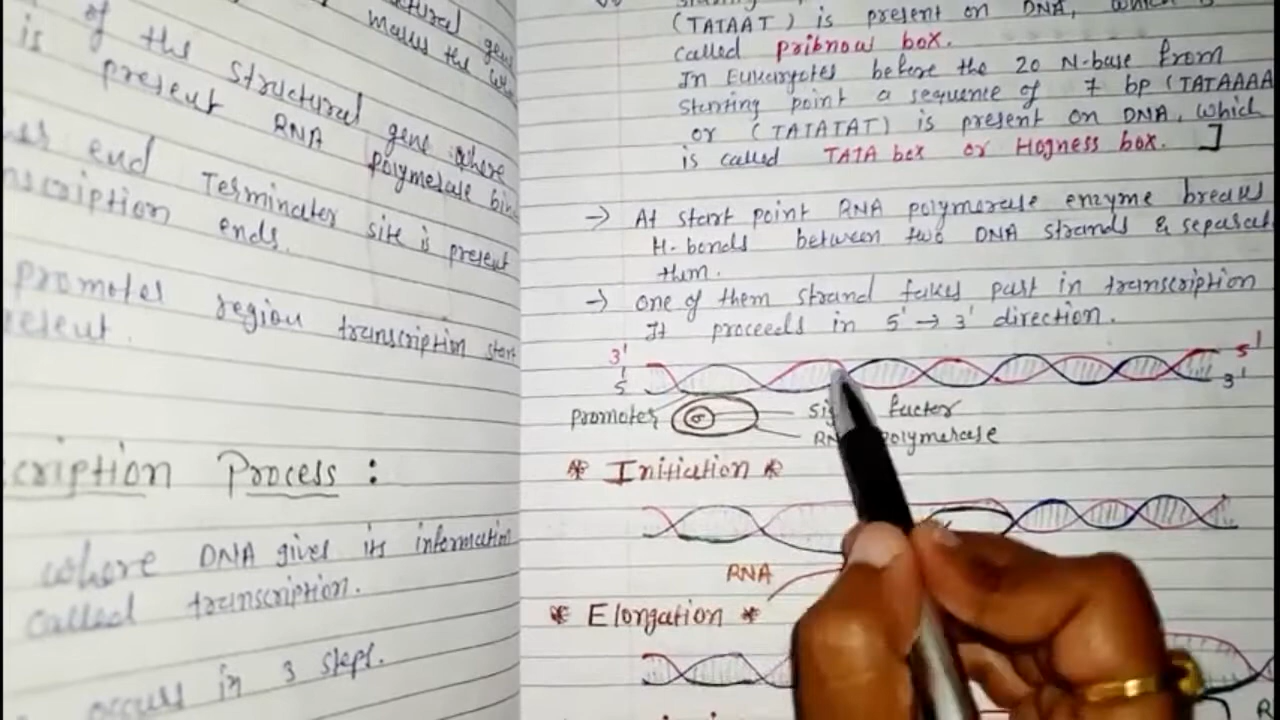 of the structural gene where
is present RNA polymerase
end Terminater site is present
ends.
promoter region transcription start
Process :
where DNA gives its information
called transcription.
occurs in 3 steps.
(TATAAT) is present on DNA, which is
called pribnow box.
In Eukaryotes before the 20 N-base from
Starting point a sequence of 7 bp (TATAAAA
or (TATATAT) is present on DNA, which
is called TATA box or Hogness box. ]
→ At start point RNA polymerase enzyme breaks
H-bonds between two DNA strands & separat
them.
→ one of them strand takes part in transcription
It proceeds in 5' → 3' direction.
3' 5'
5' 3'
Promoter factor
polymerase
* Initiation *
RNA
* Elongation *